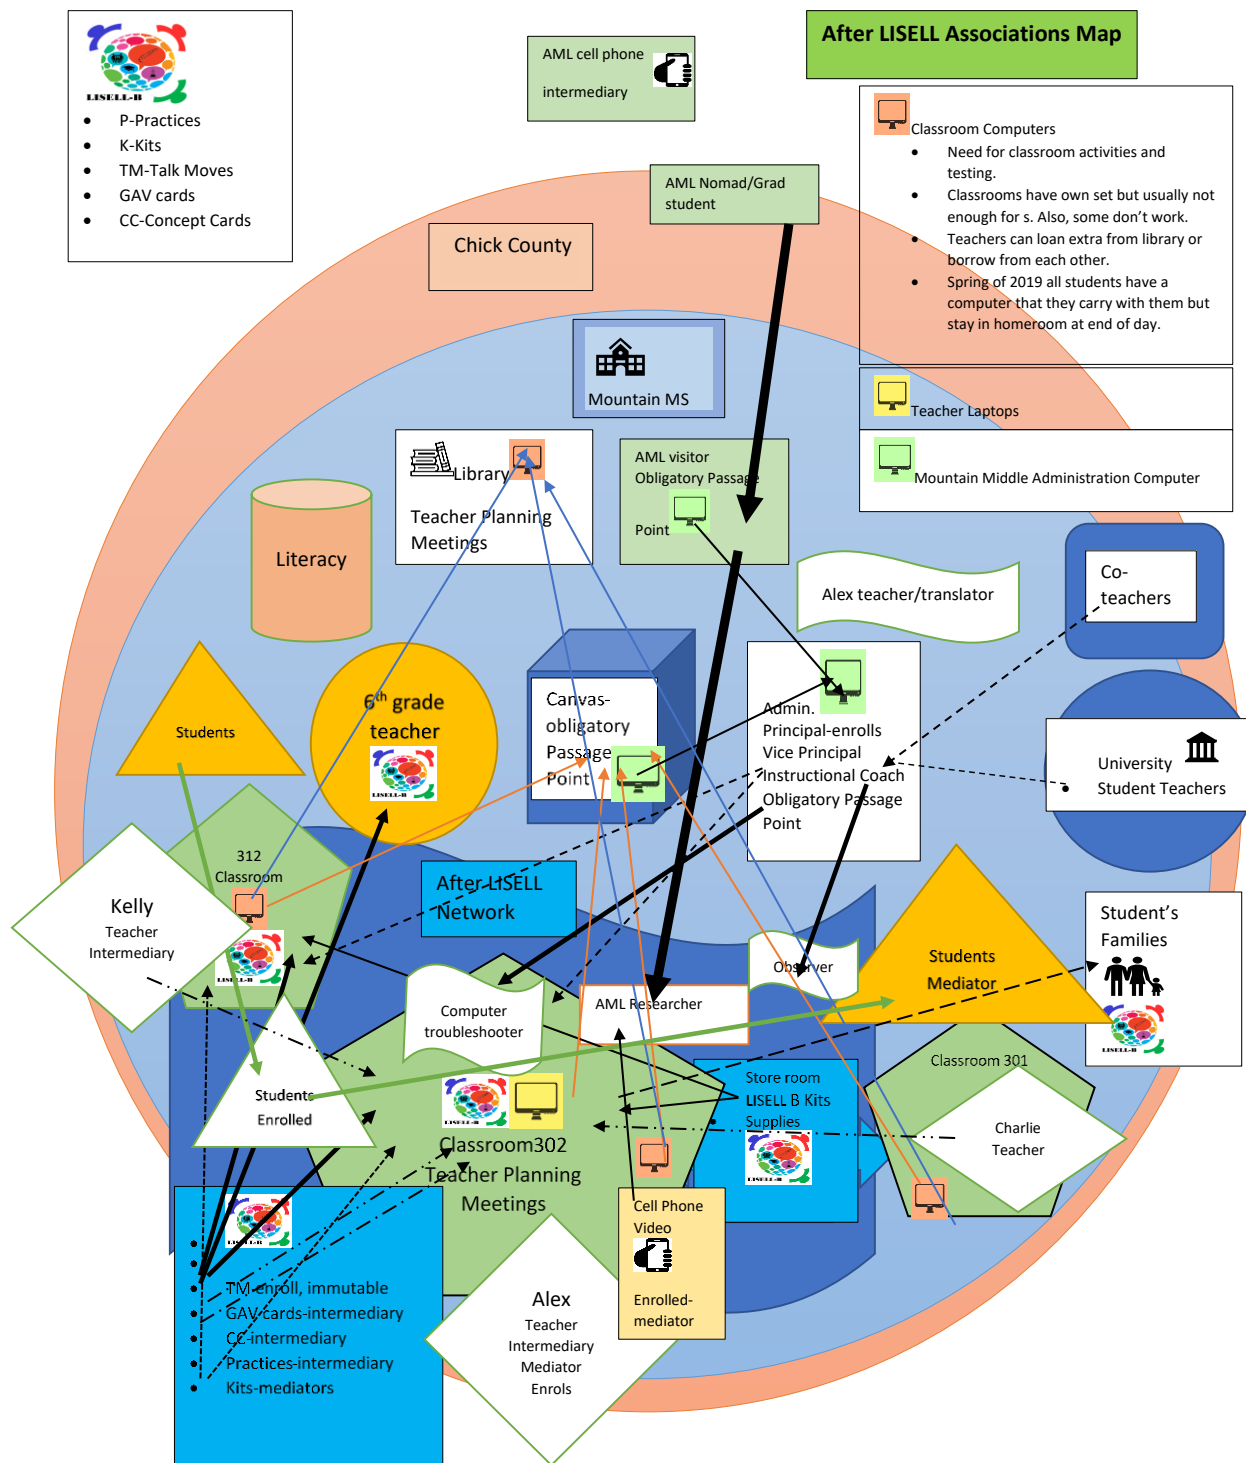 After LISELL Associations Map
LISELL-B
P-Practices
K-Kits
TM-Talk Moves
GAV cards
CC-Concept Cards
AML cell phone
intermediary
Classroom Computers
Need for classroom activities and
testing.
Classrooms have own set but usually not
enough for s. Also, some don't work.
Teachers can loan extra from library or
borrow from each other.
Spring of 2019 all students have a
computer that they carry with them but
stay in homeroom at end of day.
Teacher Laptops
Mountain Middle Administration Computer
AML Nomad/Grad
student
Chick County
Mountain MS
Library
Teacher Planning
Meetings
AML visitor
Obligatory Passage
Point
Literacy
Alex teacher/translator
Co-
teachers
Students
6th grade
teacher
LISELL-B
Canvas-
obligatory
Passage
Point
Admin.
Principal-enrolls
Vice Principal
Instructional Coach
Obligatory Passage
Point
University
Student Teachers
312
Classroom
LISELL-B
Kelly
Teacher
Intermediary
After LISELL
Network
Computer
troubleshooter
AML Researcher
Observer
Students
Mediator
Student's
Families
LISELL-B
Students
Enrolled
LISELL-B
Classroom302
Teacher Planning
Meetings
Store room
LISELL B Kits
Supplies
LISELL-B
Classroom 301
Charlie
Teacher
Cell Phone
Video
Enrolled-
mediator
LISELL-B
TM-enroll, immutable
GAV-cards-intermediary
CC-intermediary
Practices-intermediary
Kits-mediators
Alex
Teacher
Intermediary
Mediator
Enrols